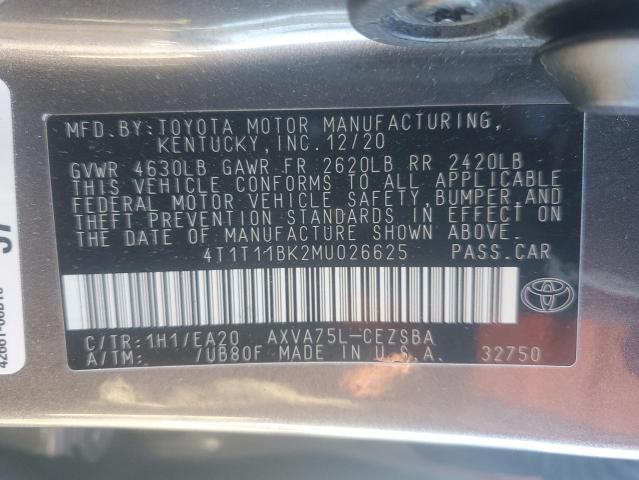 MFD.BY:TOYOTA MOTOR MANUFACTURING,
KENTUCKY, INC. 12/20
GVWR 4630LB GAWR FR 2620LB RR 2420LB
THIS VEHICLE CONFORMS TO ALL APPLICABLE
FEDERAL MOTOR VEHICLE SAFETY,BUMPER,AND
THEFT PREVENTION STANDARDS IN EFFECT ON
THE DATE OF MANUFACTURE SHOWN ABOVE.
4T1T11BK2MU026625 PASS.CAR
C/TR:1H1/EA20 AXVA75L-CEZSBA
A/TM: /UB80F MADE IN U.S.A. 32750